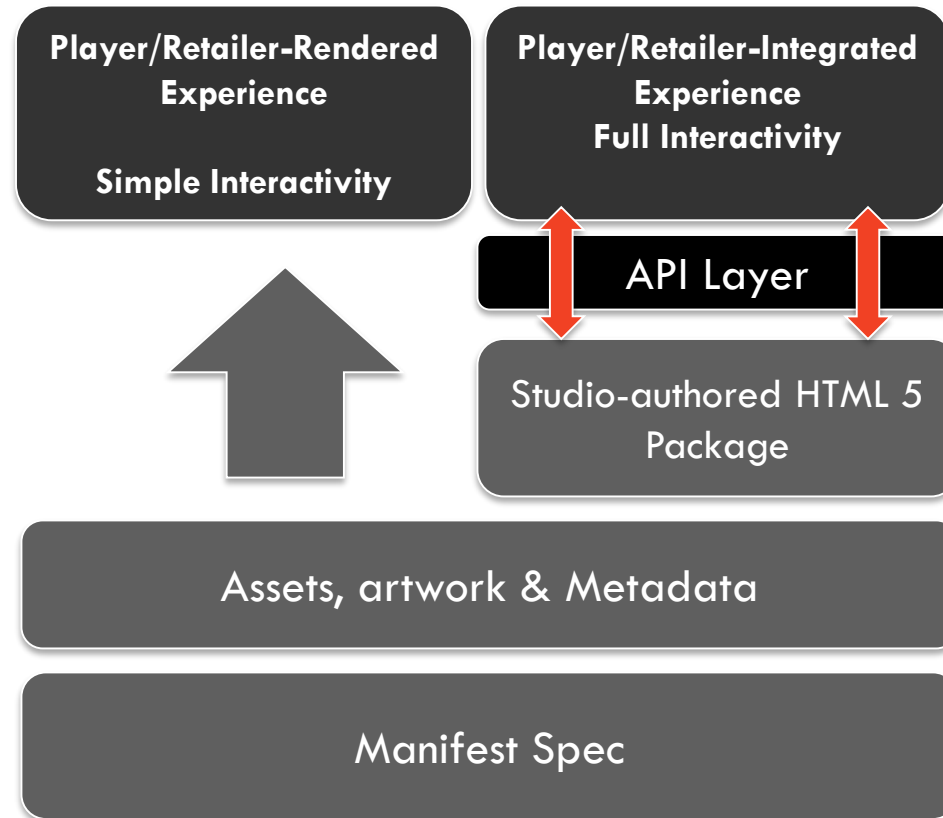 Player/Retailer-Rendered
Experience
Simple Interactivity
Player/Retailer-Integrated
Experience
Full Interactivity
API Layer
Studio-authored HTML 5
Package
Assets, artwork & Metadata
Manifest Spec